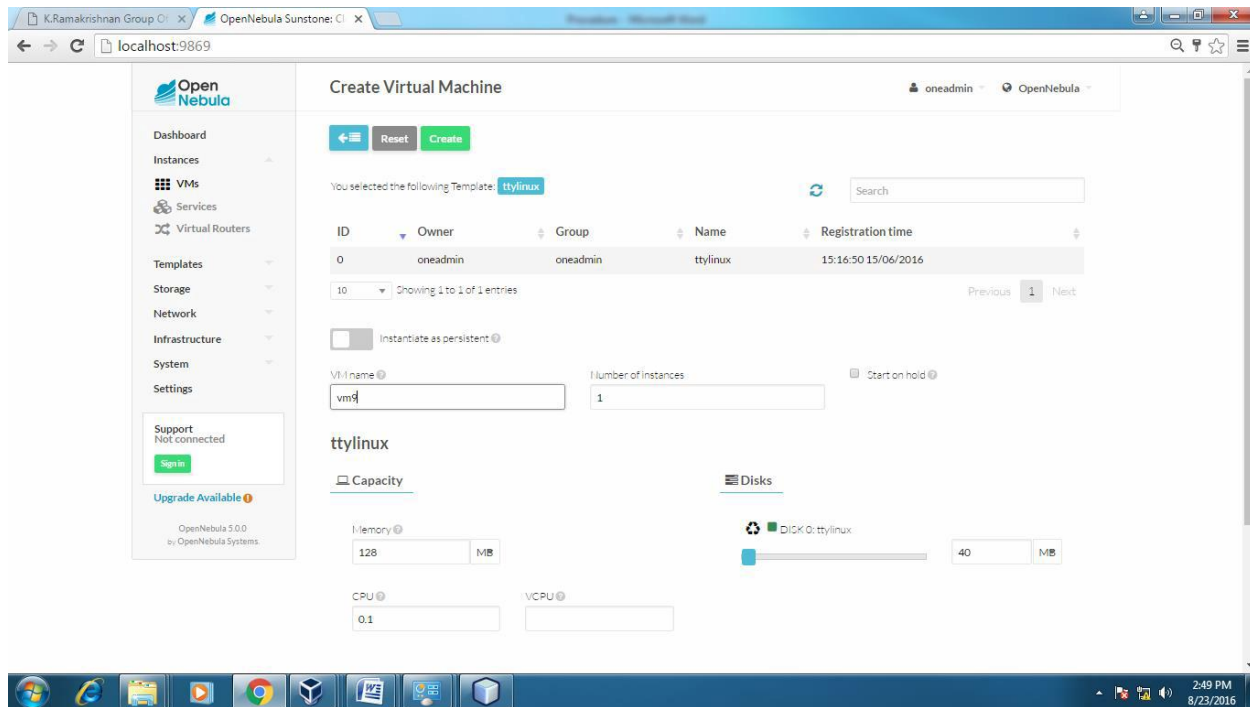 K.Ramakrishnan Group Of
OpenNebula Sunstone: Cl
Procedure - Microsoft Word
localhost:9869
Open
Nebula
Create Virtual Machine
oneadmin
OpenNebula
Dashboard
Instances
VMs
Services
Virtual Routers
Templates
Storage
Network
Infrastructure
System
Settings
Support
Not connected
Sign in
Upgrade Available
OpenNebula 5.0.0
by OpenNebula Systems.
Reset
Create
You selected the following Template: ttylinux
Search
ID Owner Group Name Registration time
0 oneadmin oneadmin ttylinux 15:16:50 15/06/2016
10 Showing 1 to 1 of 1 entries
Previous 1 Next
Instantiate as persistent
VM name Number of instances Start on hold
vm9 1
ttylinux
Capacity Disks
Memory DISK 0: ttylinux
128 MB 40 MB
CPU VCPU
0.1
2:49 PM
8/23/2016